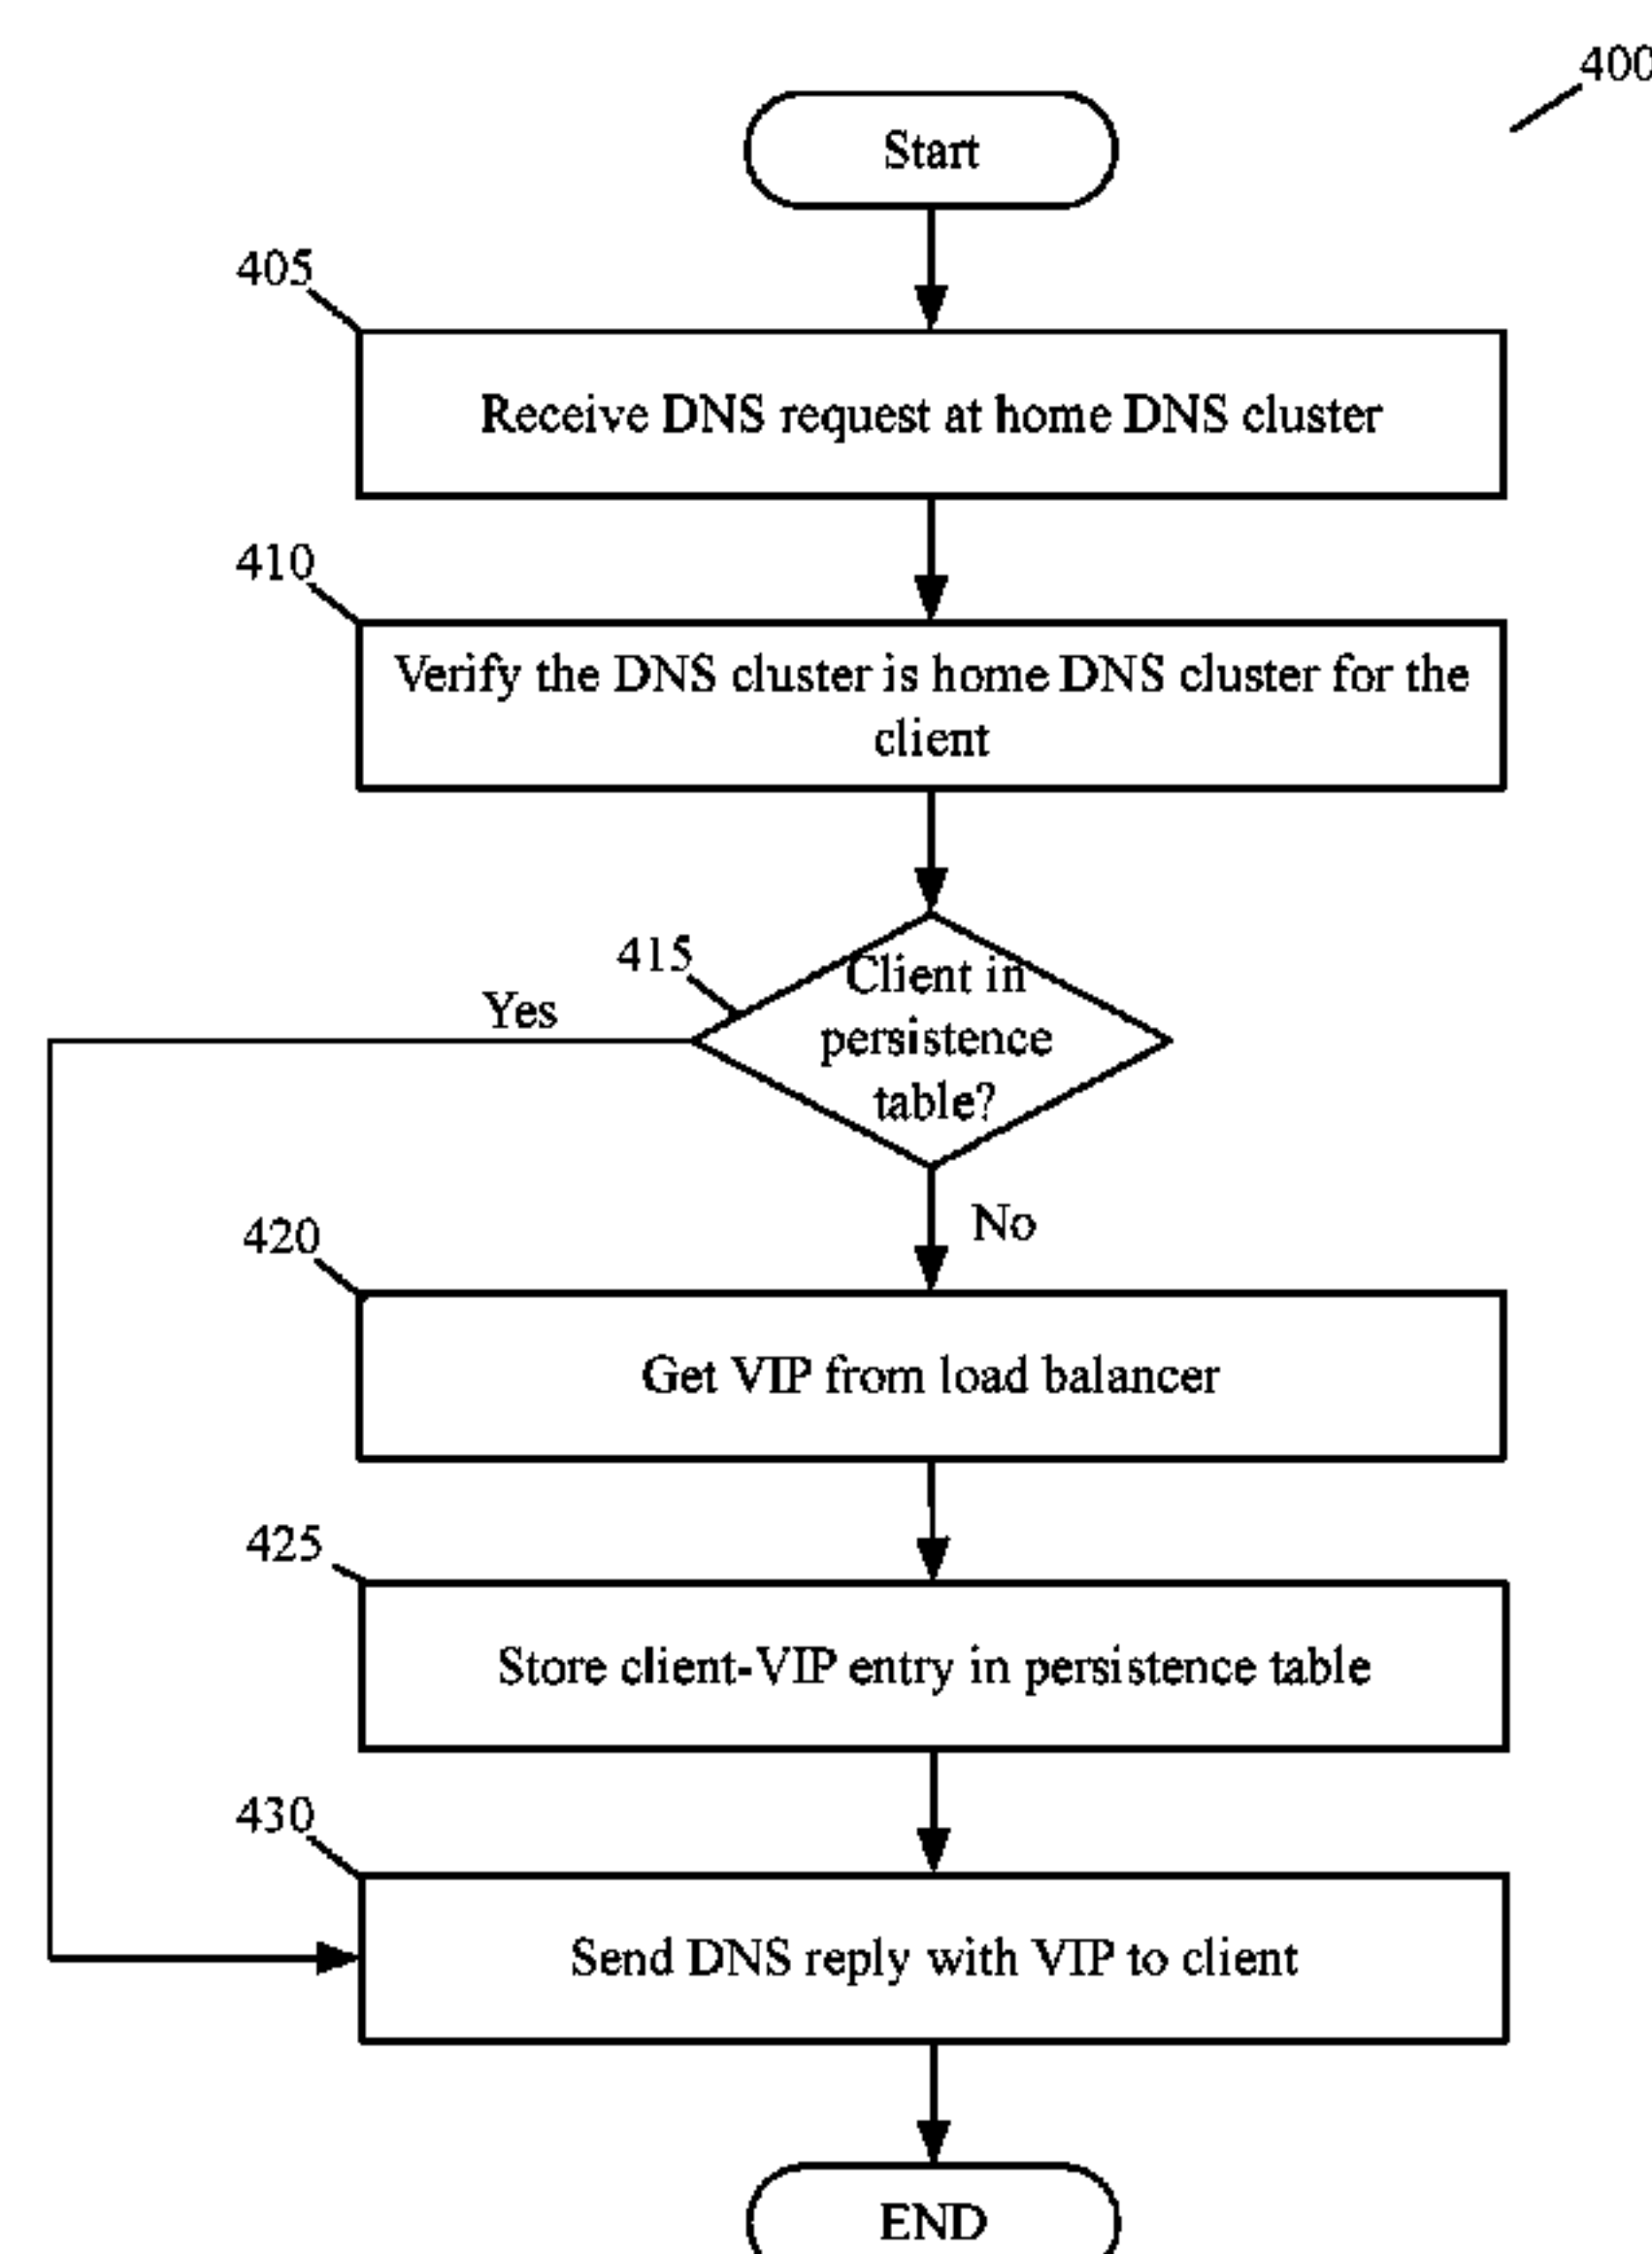 400
Start
405
Receive DNS request at home DNS cluster
410
Verify the DNS cluster is home DNS cluster for the
client
415
Client in
persistence
table?
Yes
No
420
Get VIP from load balancer
425
Store client-VIP entry in persistence table
430
Send DNS reply with VIP to client
END